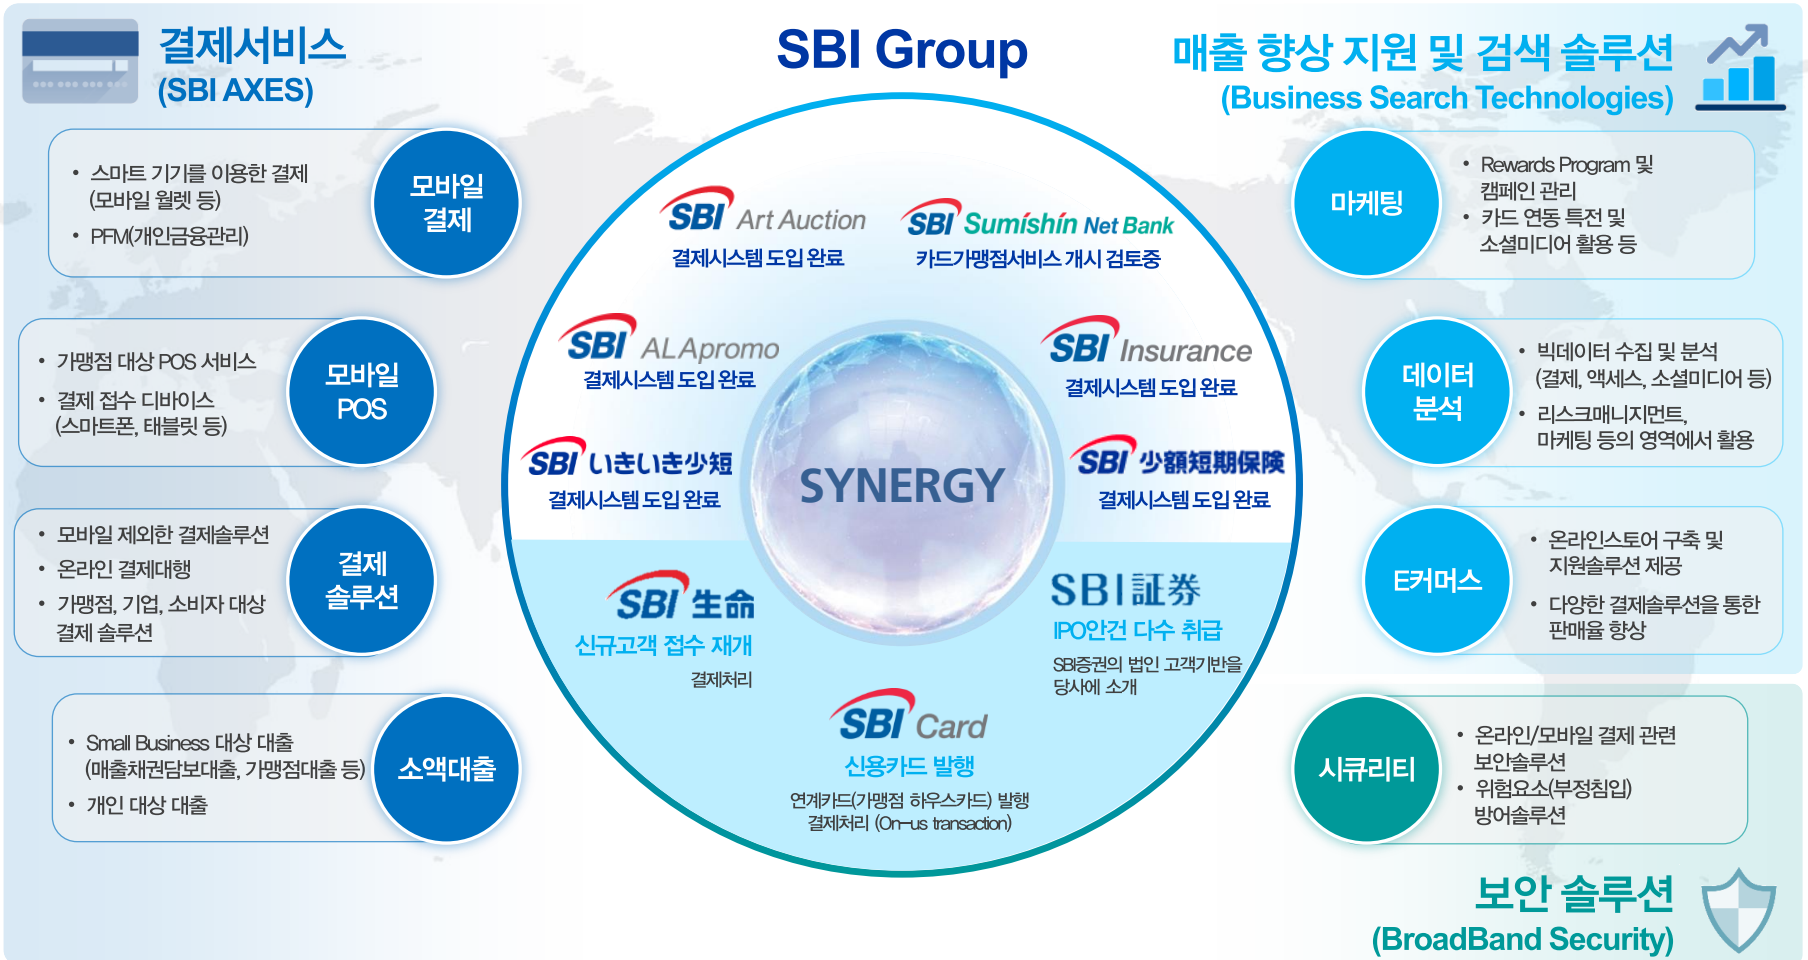 결제서비스
(SBI AXES)
스마트 기기를 이용한 결제
(모바일 월렛 등)
PFM(개인금융관리)
모바일
결제
가맹점 대상 POS 서비스
결제 접수 디바이스
(스마트폰, 태블릿 등)
모바일
POS
모바일 제외한 결제솔루션
온라인 결제대행
가맹점, 기업, 소비자 대상
결제 솔루션
결제
솔루션
Small Business 대상 대출
(매출채권담보대출, 가맹점대출 등)
개인 대상 대출
소액대출
SBI Group
SBI Art Auction
결제시스템 도입 완료
SBI Sumishin Net Bank
카드가맹점서비스 개시 검토중
SBI ALApromo
결제시스템 도입 완료
SBI Insurance
결제시스템 도입 완료
SBI いきいき少短
결제시스템 도입 완료
SYNERGY
SBI 少額短期保険
결제시스템 도입 완료
SBI 生命
신규고객 접수 재개
결제처리
SBI 証券
IPO안건 다수 취급
SBI증권의 법인 고객기반을
당사에 소개
SBI Card
신용카드 발행
연계카드(가맹점 하우스카드) 발행
결제처리 (On-us transaction)
매출 향상 지원 및 검색 솔루션
(Business Search Technologies)
마케팅
Rewards Program 및
캠페인 관리
카드 연동 특전 및
소셜미디어 활용 등
데이터
분석
빅데이터 수집 및 분석
(결제, 액세스, 소셜미디어 등)
리스크매니지먼트,
마케팅 등의 영역에서 활용
E커머스
온라인스토어 구축 및
지원솔루션 제공
다양한 결제솔루션을 통한
판매율 향상
시큐리티
온라인/모바일 결제 관련
보안솔루션
위험요소(부정침입)
방어솔루션
보안 솔루션
(BroadBand Security)